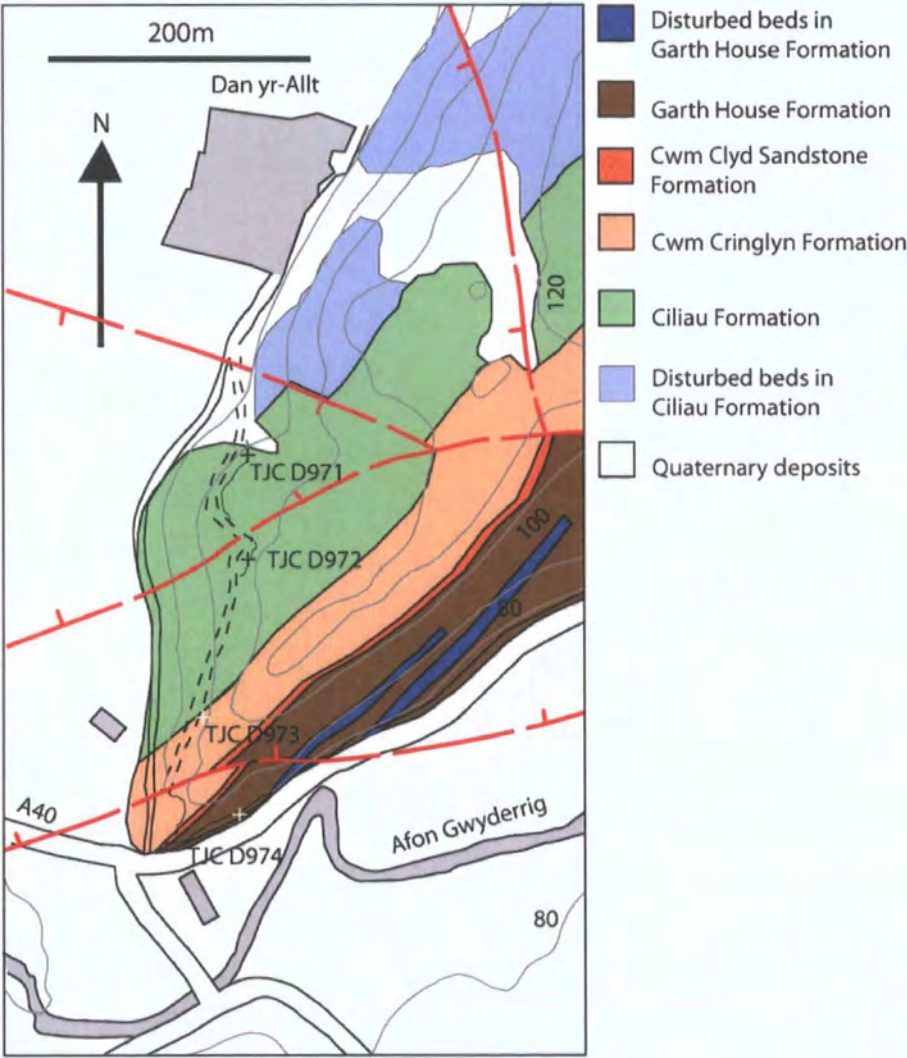 200m
Dan yr-Allt
N
120
TJC D971
TJC D972
100
80
TJC D973
A40
Afon Gwyderrig
TJC D974
80
Disturbed beds in
Garth House Formation
Garth House Formation
Cwm Clyd Sandstone
Formation
Cwm Cringlyn Formation
Ciliau Formation
Disturbed beds in
Ciliau Formation
Quaternary deposits